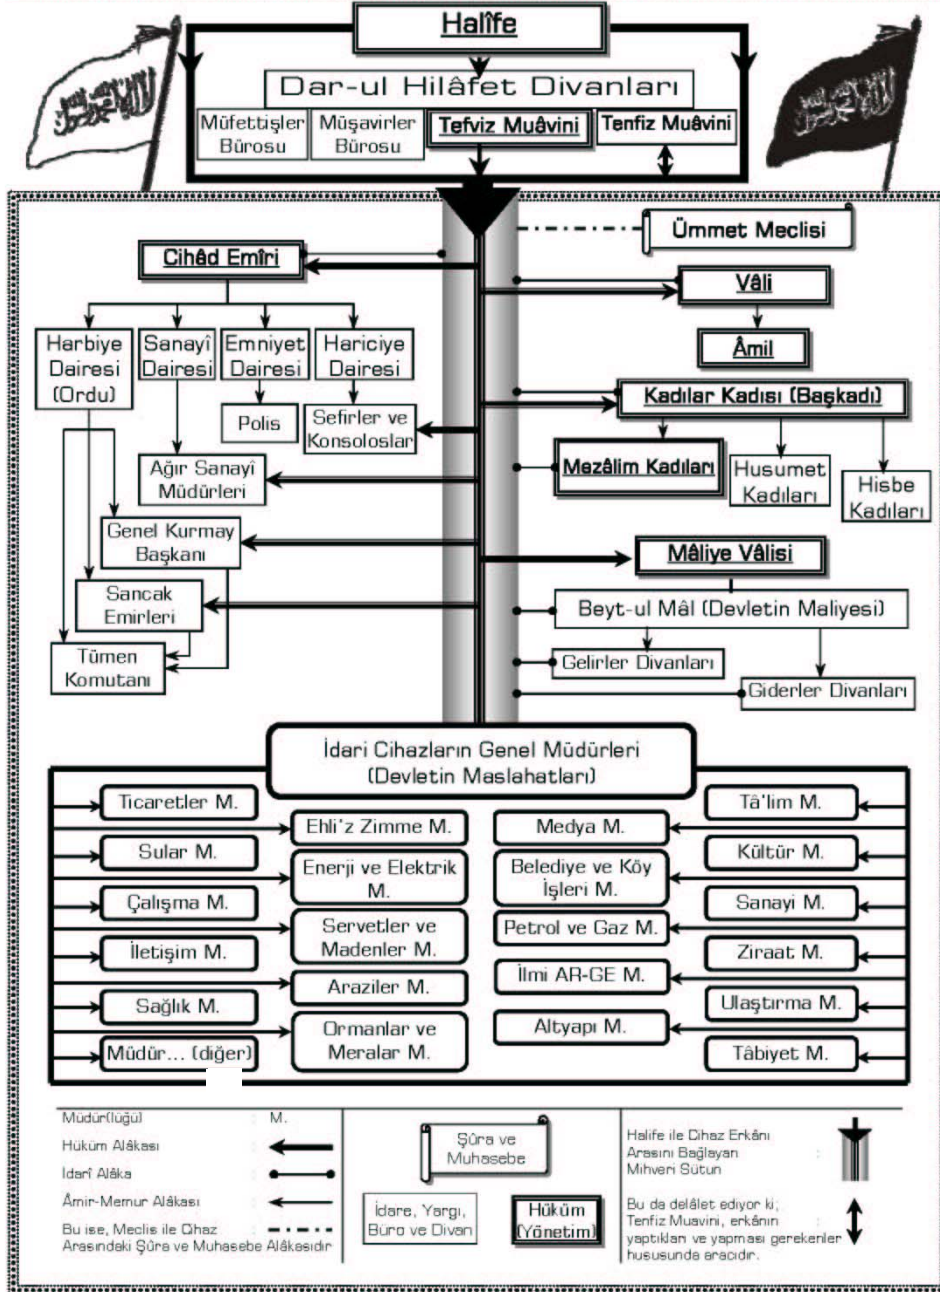 Halîfe
Dar-ul Hilâfet Divanları
Müfettişler
Bürosu
Müşavirler
Bürosu
Tefviz Muâvini
Tenfiz Muâvini
Ümmet Meclisi
Cihâd Emîri
Vâli
Âmil
Harbiye
Dairesi
(Ordu)
Sanayî
Dairesi
Emniyet
Dairesi
Hariciye
Dairesi
Polis
Sefirler ve
Konsoloslar
Kadılar Kadısı (Başkadı)
Mezâlim Kadıları
Husumet
Kadıları
Hisbe
Kadıları
Ağır Sanayî
Müdürleri
Genel Kurmay
Başkanı
Sancak
Emirleri
Tümen
Komutanı
Mâliye Vâlisi
Beyt-ul Mâl (Devletin Maliyesi)
Gelirler Divanları
Giderler Divanları
İdari Cihazların Genel Müdürleri
(Devletin Maslahatları)
Ticaretler M.
Sular M.
Çalışma M.
İletişim M.
Sağlık M.
Müdür... (diğer)
Ehli'z Zimme M.
Enerji ve Elektrik
M.
Servetler ve
Madenler M.
Araziler M.
Ormanlar ve
Meralar M.
Medya M.
Belediye ve Köy
İşleri M.
Petrol ve Gaz M.
İlmi AR-GE M.
Altyapı M.
Tâ'lim M.
Kültür M.
Sanayi M.
Ziraat M.
Ulaştırma M.
Tâbiyet M.
Müdür(lüğü) : M.
Hüküm Alâkası :
İdarî Alâka :
Âmir-Memur Alâkası :
Bu ise, Meclis ile Cihaz :
Arasındaki Şûra ve Muhasebe Alâkasıdır
Şûra ve
Muhasebe
İdare, Yargı,
Büro ve Divan
Hüküm
(Yönetim)
Halife ile Cihaz Erkânı
Arasını Bağlayan :
Mihveri Sütun
Bu da delâlet ediyor ki;
Tenfiz Muavini, erkânın :
yaptıkları ve yapması gerekenler
hususunda aracıdır.